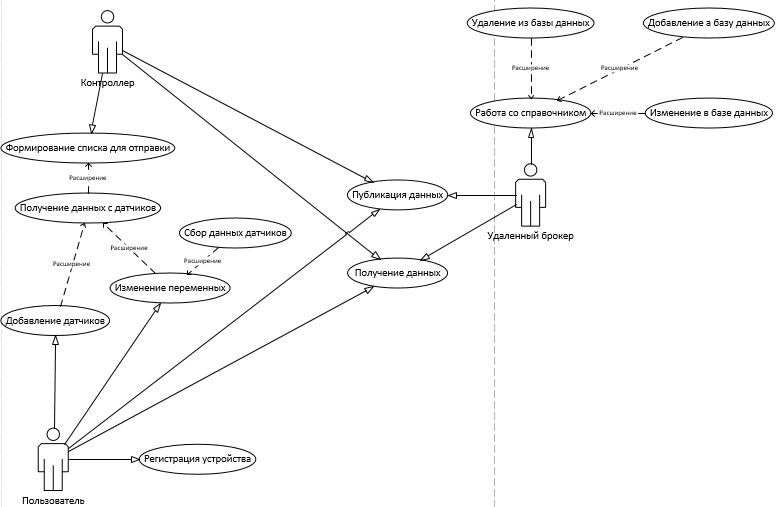 Удаление из базы данных
Добавление а базу данных
Расширение
Расширение
Контроллер
Работа со справочником
Расширение
Изменение в базе данных
Формирование списка для отправки
Расширение
Публикация данных
Получение данных с датчиков
Сбор данных датчиков
Удаленный брокер
Расширение
Расширение
Расширение
Получение данных
Изменение переменных
Добавление датчиков
Регистрация устройства
Пользователь